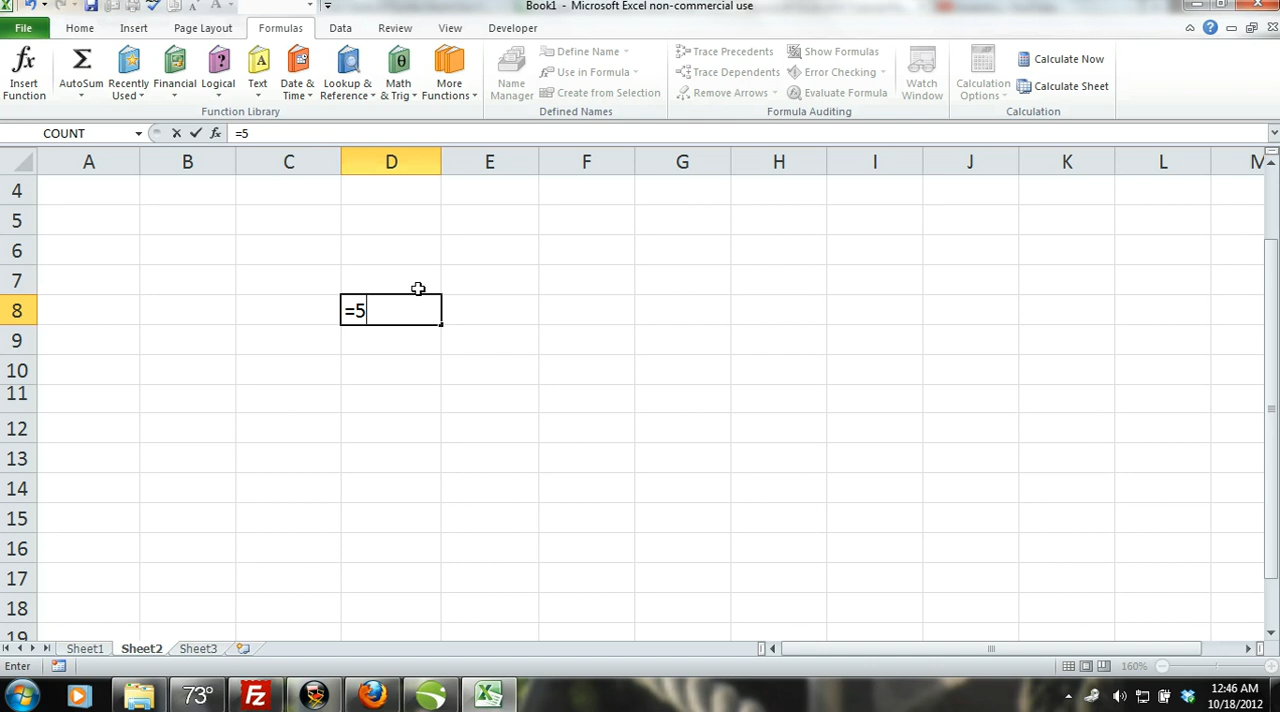 Book1 - Microsoft Excel non-commercial use
File Home Insert Page Layout Formulas Data Review View Developer
Insert Function
AutoSum
Recently Used
Financial
Logical
Text
Date & Time
Lookup & Reference
Math & Trig
More Functions
Function Library
Name Manager
Define Name
Use in Formula
Create from Selection
Defined Names
Trace Precedents
Trace Dependents
Remove Arrows
Show Formulas
Error Checking
Evaluate Formula
Formula Auditing
Watch Window
Calculation Options
Calculate Now
Calculate Sheet
Calculation
COUNT fx =5
A B C D E F G H I J K L M
4
5
6
7
8 =5
9
10
11
12
13
14
15
16
17
18
19
Sheet1 Sheet2 Sheet3
Enter 160%
73° Fz 12:46 AM
10/18/2012